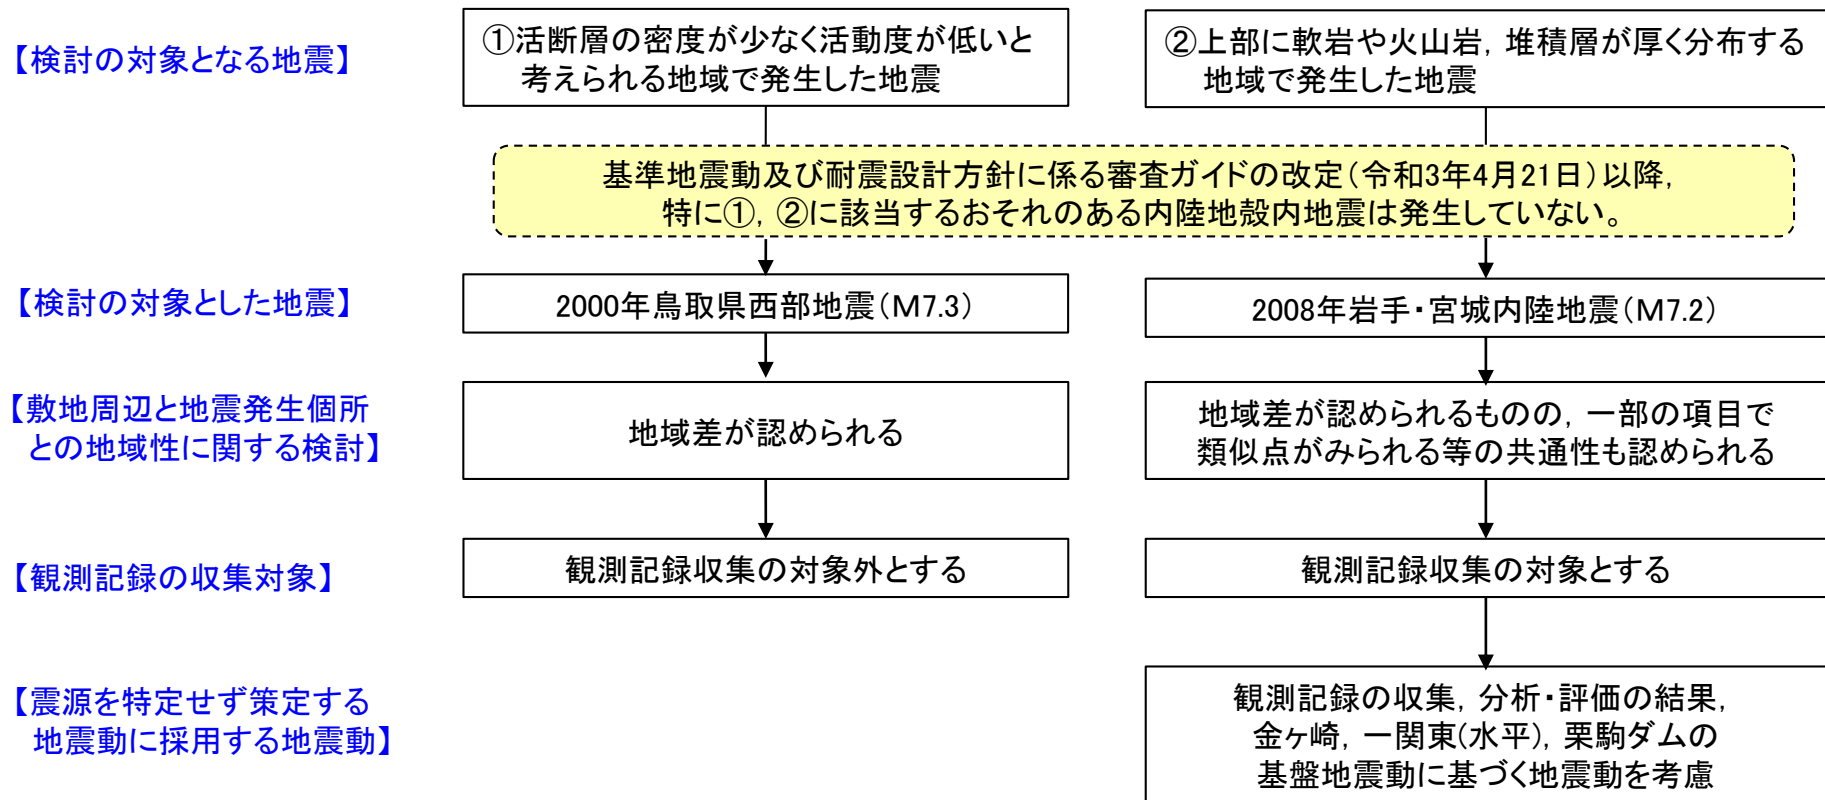 【検討の対象となる地震】
①活断層の密度が少なく活動度が低いと
考えられる地域で発生した地震
②上部に軟岩や火山岩，堆積層が厚く分布する
地域で発生した地震
基準地震動及び耐震設計方針に係る審査ガイドの改定（令和3年4月21日）以降，
特に①，②に該当するおそれのある内陸地殻内地震は発生していない。
【検討の対象とした地震】
2000年鳥取県西部地震（M7.3）
2008年岩手・宮城内陸地震（M7.2）
【敷地周辺と地震発生個所
との地域性に関する検討】
地域差が認められる
地域差が認められるものの，一部の項目で
類似点がみられる等の共通性も認められる
【観測記録の収集対象】
観測記録収集の対象外とする
観測記録収集の対象とする
【震源を特定せず策定する
地震動に採用する地震動】
観測記録の収集，分析・評価の結果，
金ヶ崎，一関東(水平)，栗駒ダムの
基盤地震動に基づく地震動を考慮